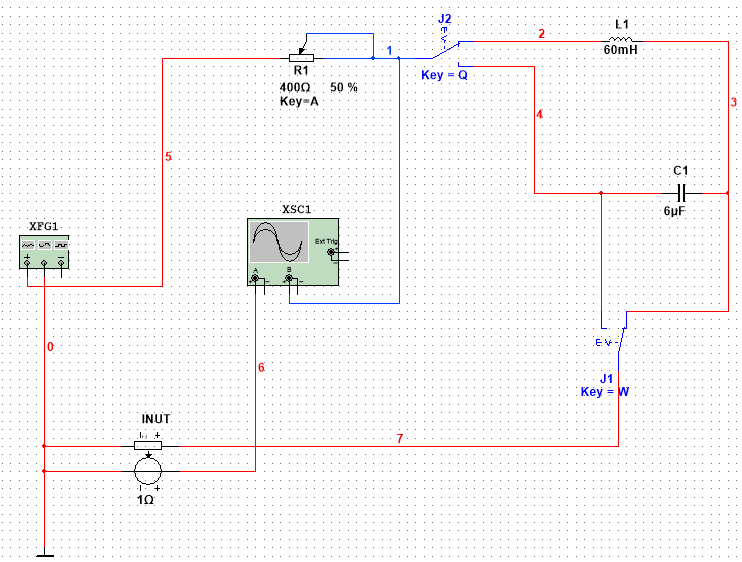 J2
L1
2
60mH
1
R1
400Ω 50 %
Key=A
Key = Q
3
4
5
C1
6µF
XSC1
Ext Trig
+
−
A
B
+ − + −
XFG1
+ −
0
6
J1
Key = W
INUT
− +
7
− +
1Ω